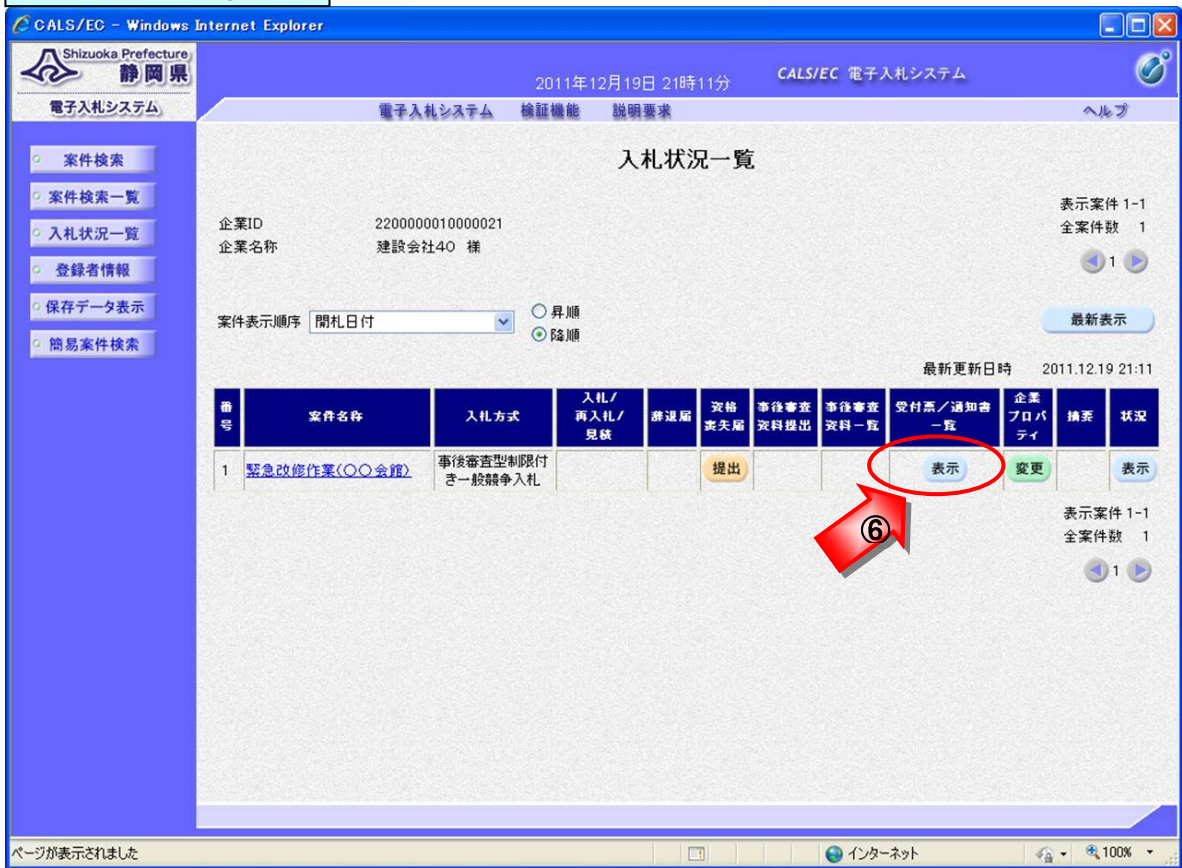 CALS/EC - Windows Internet Explorer
Shizuoka Prefecture
静岡県
電子入札システム
2011年12月19日 21時11分
CALS/EC 電子入札システム
電子入札システム 検証機能 説明要求 ヘルプ
案件検索
案件検索一覧
入札状況一覧
登録者情報
保存データ表示
簡易案件検索
入札状況一覧
表示案件 1-1
全案件数 1
1
企業ID 2200000010000021
企業名称 建設会社40 様
案件表示順序 開札日付
昇順
降順
最新表示
最新更新日時 2011.12.19 21:11
番号 案件名称 入札方式 入札/再入札/見積 辞退届 資格喪失届 事後審査資料提出 事後審査資料一覧 受付票/通知書一覧 企業プロパティ 摘要 状況
1 緊急改修作業(〇〇会館) 事後審査型制限付き一般競争入札 提出 表示 変更 表示
⑥
表示案件 1-1
全案件数 1
1
ページが表示されました インターネット 100%